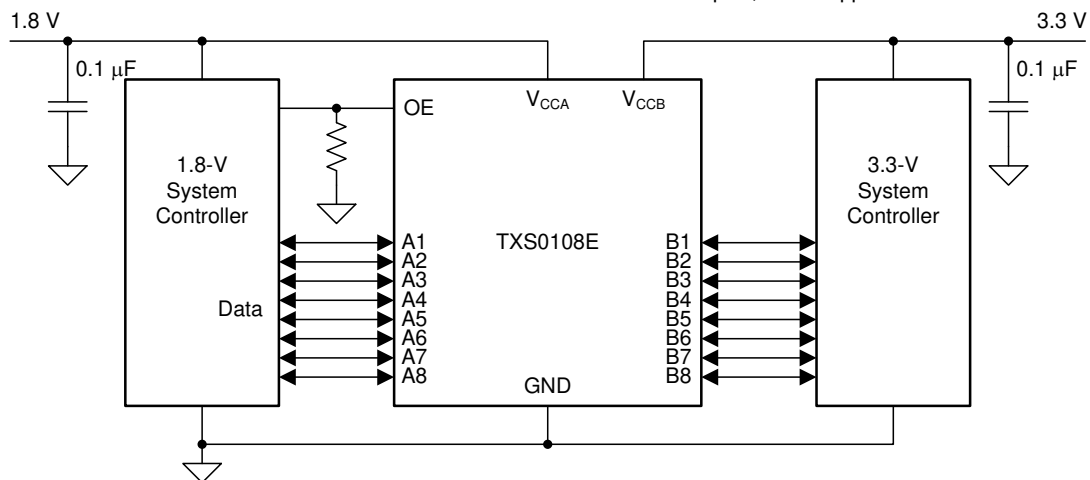 1.8 V
3.3 V
0.1 μF
0.1 μF
OE
VCCA
VCCB
1.8-V
System
Controller
3.3-V
System
Controller
TXS0108E
Data
A1
A2
A3
A4
A5
A6
A7
A8
B1
B2
B3
B4
B5
B6
B7
B8
GND